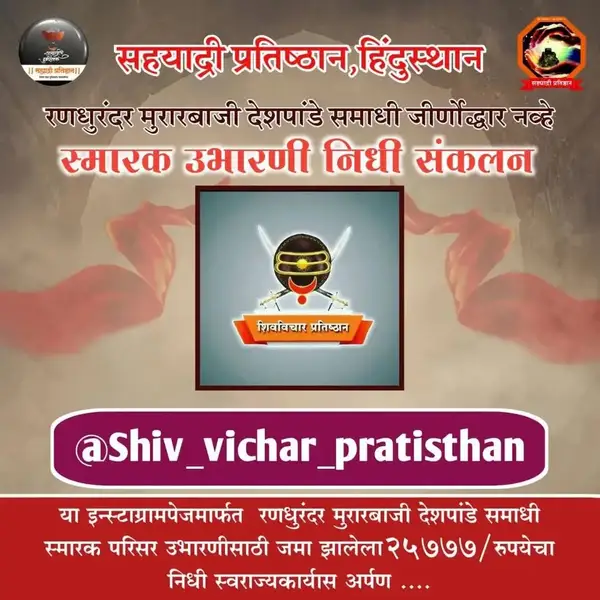 सहयाद्री प्रतिष्ठान,हिंदुस्थान
रणधुरंदर मुरारबाजी देशपांडे समाधी जीर्णोद्धार नव्हे
स्मारक उभारणी निधी संकलन
शिवविचार प्रतिष्ठान
@Shiv_vichar_pratisthan
या इन्स्टाग्रामपेजमार्फत रणधुरंदर मुरारबाजी देशपांडे समाधी
स्मारक परिसर उभारणीसाठी जमा झालेला २५७७७/रुपयेचा
निधी स्वराज्यकार्यास अर्पण ....